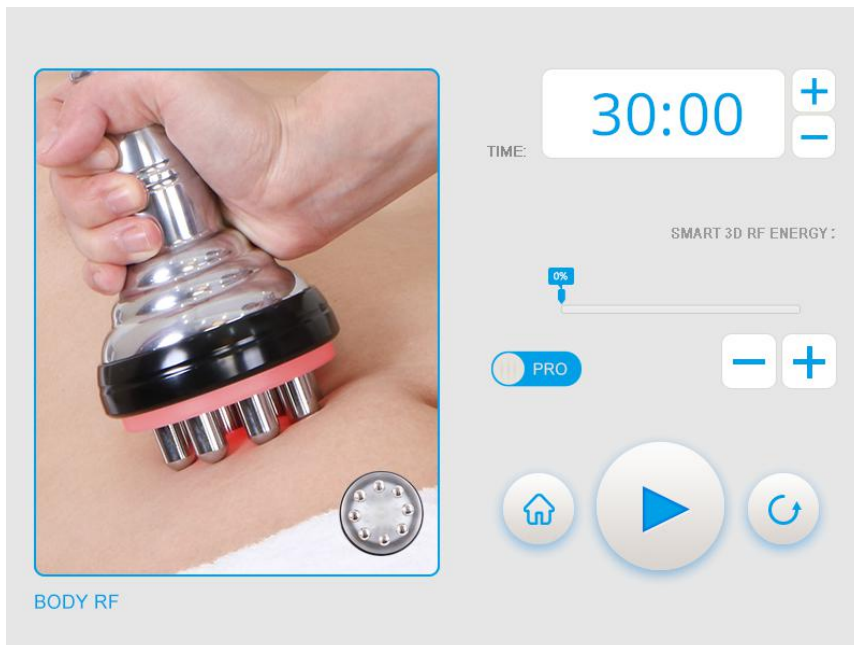 30:00
TIME:
SMART 3D RF ENERGY:
0%
PRO
BODY RF